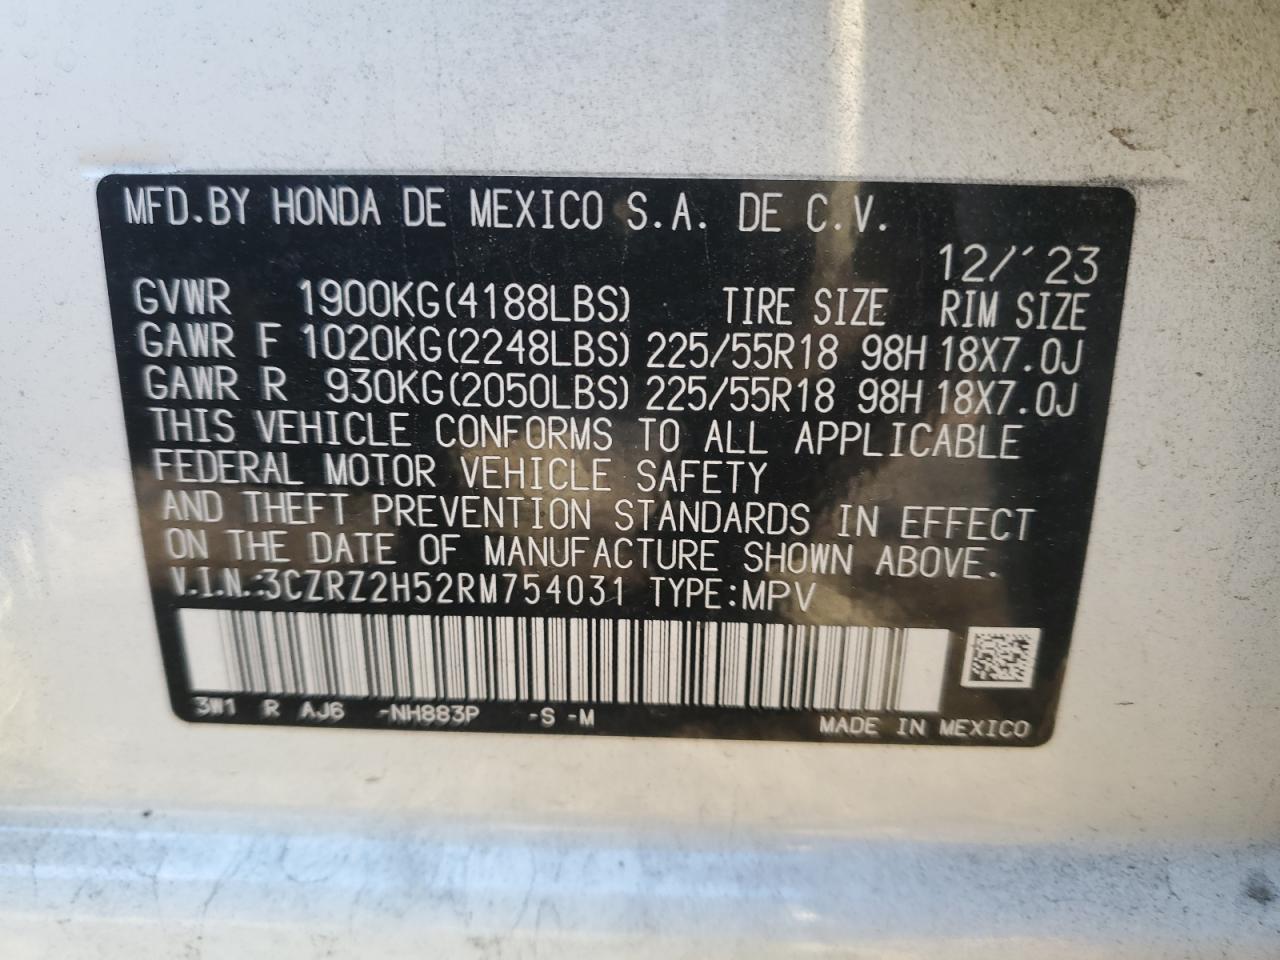 MFD.BY HONDA DE MEXICO S.A. DE C.V.
12/'23
GVWR 1900KG(4188LBS) TIRE SIZE RIM SIZE
GAWR F 1020KG(2248LBS) 225/55R18 98H 18X7.0J
GAWR R 930KG(2050LBS) 225/55R18 98H 18X7.0J
THIS VEHICLE CONFORMS TO ALL APPLICABLE
FEDERAL MOTOR VEHICLE SAFETY
AND THEFT PREVENTION STANDARDS IN EFFECT
ON THE DATE OF MANUFACTURE SHOWN ABOVE.
V.I.N.:3CZRZ2H52RM754031 TYPE:MPV
3W1 R AJ6 -NH883P -S -M
MADE IN MEXICO